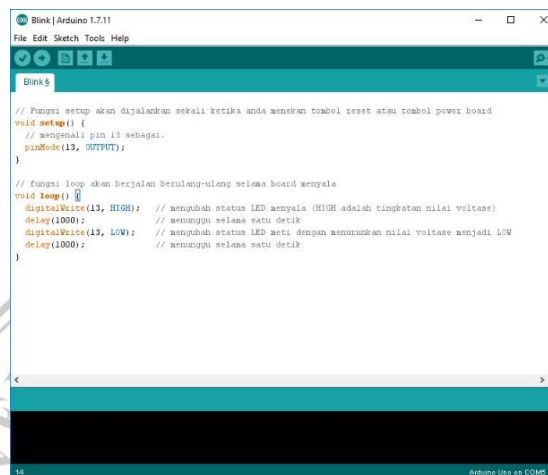 Blink | Arduino 1.7.11
File Edit Sketch Tools Help
Blink §
// Fungsi setup akan dijalankan sekali ketika anda menekan tombol reset atau tombol power board
void setup() {
// mengenali pin 13 sebagai.
pinMode(13, OUTPUT);
}
// fungsi loop akan berjalan berulang-ulang selama board menyala
void loop() {
digitalWrite(13, HIGH); // mengubah status LED menyala (HIGH adalah tingkatan nilai voltase)
delay(1000); // menunggu selama satu detik
digitalWrite(13, LOW); // mengubah status LED meti dengan menurunkan nilai voltase menjadi LOW
delay(1000); // menunggu selama satu detik
}
14 Arduino Uno on COM5